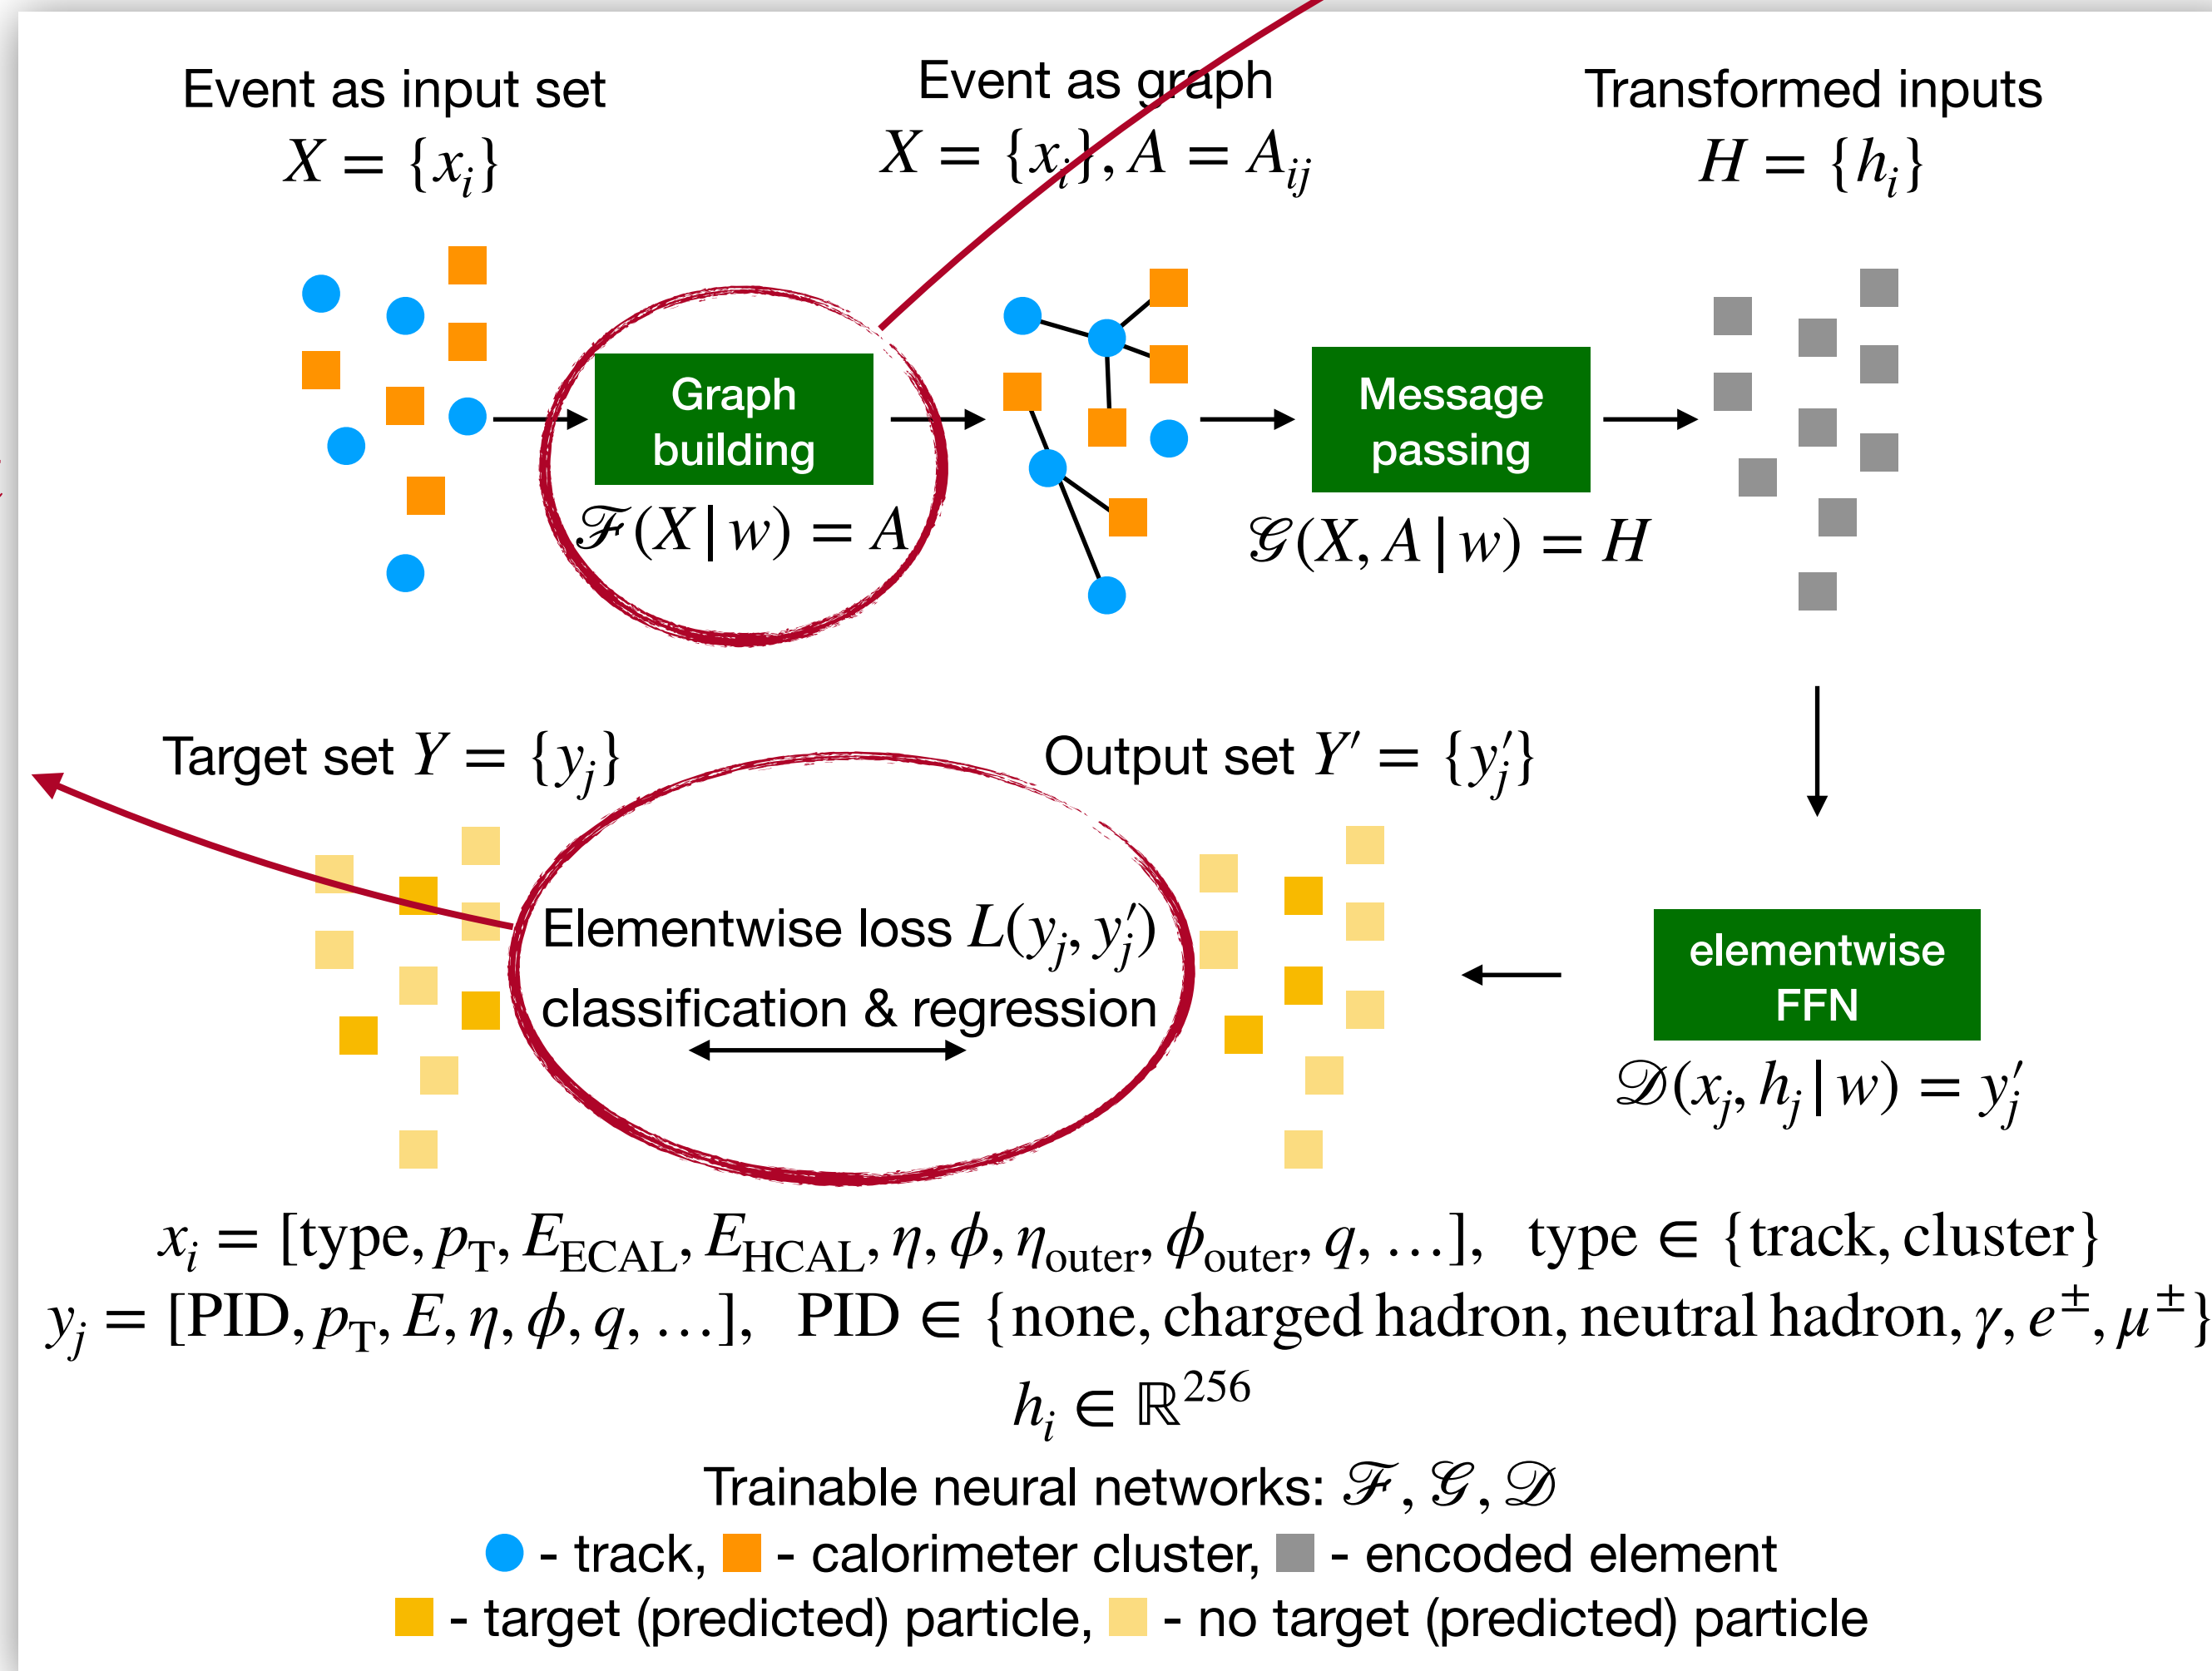 Event as input set
X = {x_i}
Event as graph
X = {x_i}, A = A_{ij}
Transformed inputs
H = {h_i}
Graph
building
ℱ(X | w) = A
Message
passing
𝒢(X, A | w) = H
Target set Y = {y_j}
Output set Y′ = {y′_j}
Elementwise loss L(y_j, y′_j)
classification & regression
elementwise
FFN
𝒟(x_j, h_j | w) = y′_j
x_i = [type, p_T, E_ECAL, E_HCAL, η, ϕ, η_outer, ϕ_outer, q, …], type ∈ {track, cluster}
y_j = [PID, p_T, E, η, ϕ, q, …], PID ∈ {none, charged hadron, neutral hadron, γ, e^±, μ^±}
h_i ∈ ℝ^256
Trainable neural networks: ℱ, 𝒢, 𝒟
- track, - calorimeter cluster, - encoded element
- target (predicted) particle, - no target (predicted) particle